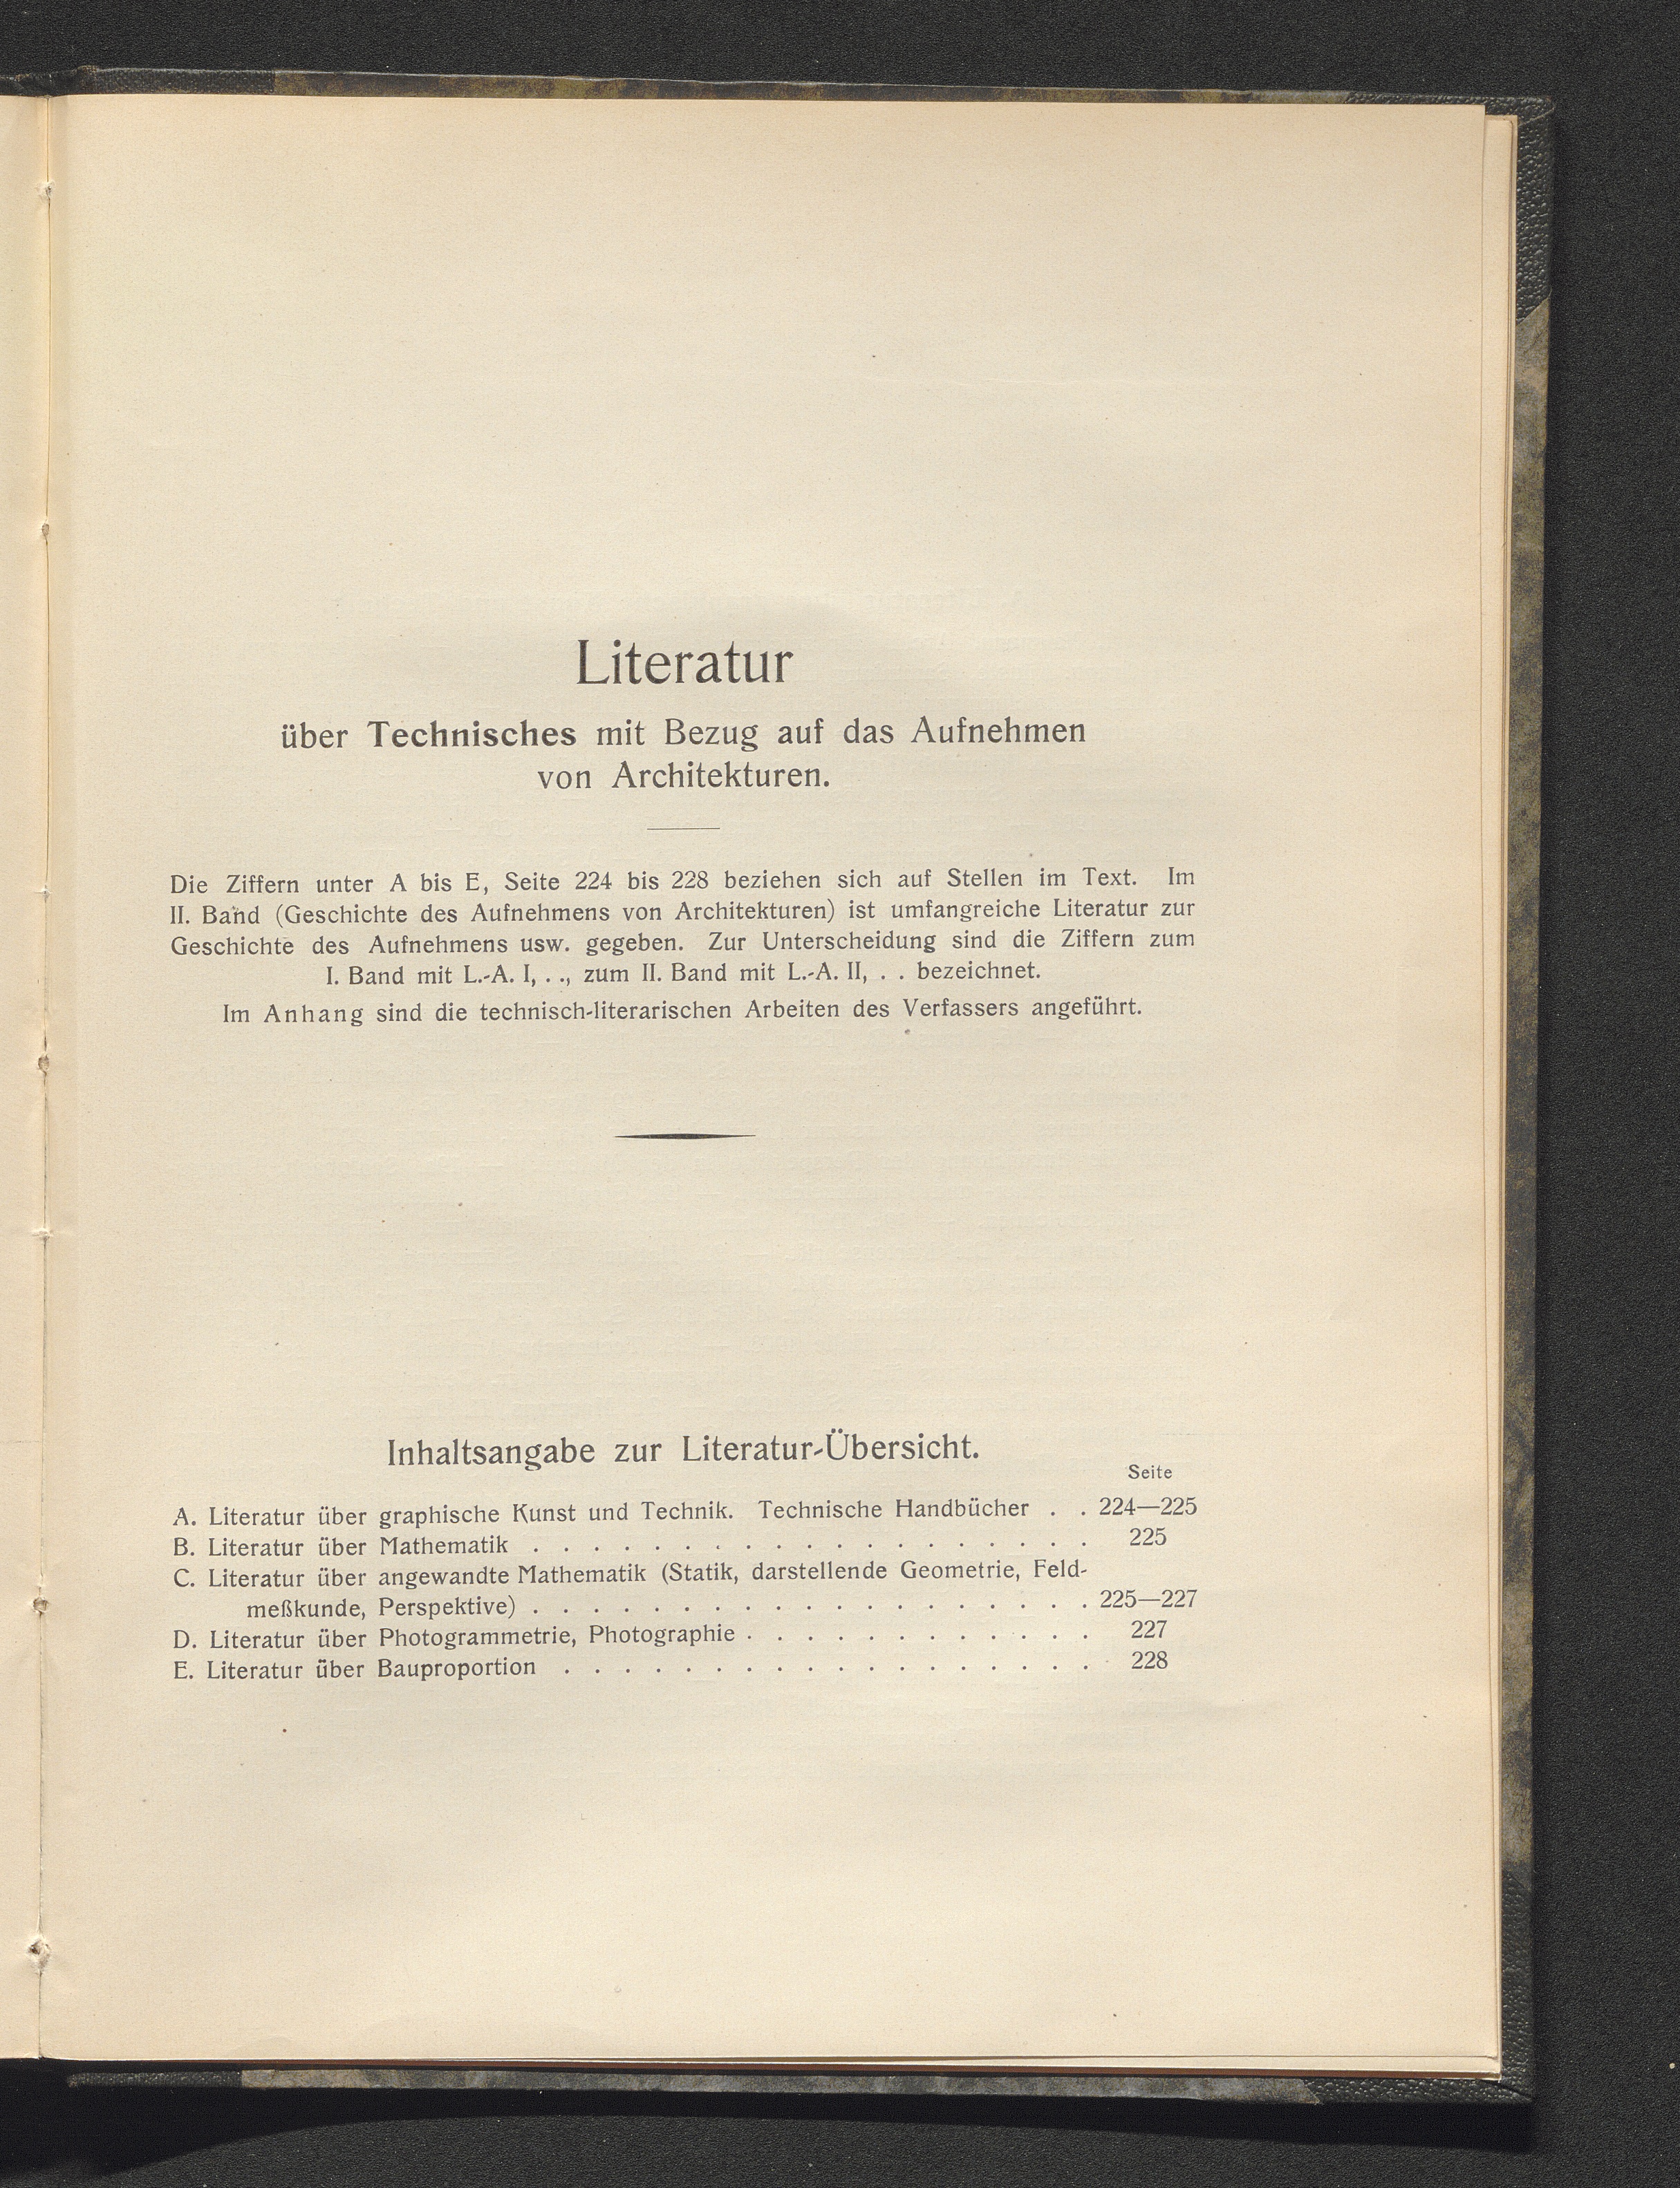 Literatur
über Technisches mit Bezug auf das Aufnehmen
von Architekturen.
Die Ziffern unter A bis E, Seite 224 bis 228 beziehen sich auf Stellen im Text. Im
II. Band (Geschichte des Aufnehmens von Architekturen) ist umfangreiche Literatur zur
Geschichte des Aufnehmens usw. gegeben. Zur Unterscheidung sind die Ziffern zum
I. Band mit L.-A. I, . ., zum II. Band mit L.-A. II, . . bezeichnet.
Im Anhang sind die technisch-literarischen Arbeiten des Verfassers angeführt.
Inhaltsangabe zur Literatur-Übersicht.
Seite
A. Literatur über graphische Kunst und Technik. Technische Handbücher . . 224—225
B. Literatur über Mathematik . . . . . . . . . . . . . . . . . . . 225
C. Literatur über angewandte Mathematik (Statik, darstellende Geometrie, Feld-
meßkunde, Perspektive) . . . . . . . . . . . . . . . . . . . 225—227
D. Literatur über Photogrammetrie, Photographie . . . . . . . . . . . . 227
E. Literatur über Bauproportion . . . . . . . . . . . . . . . . . . 228